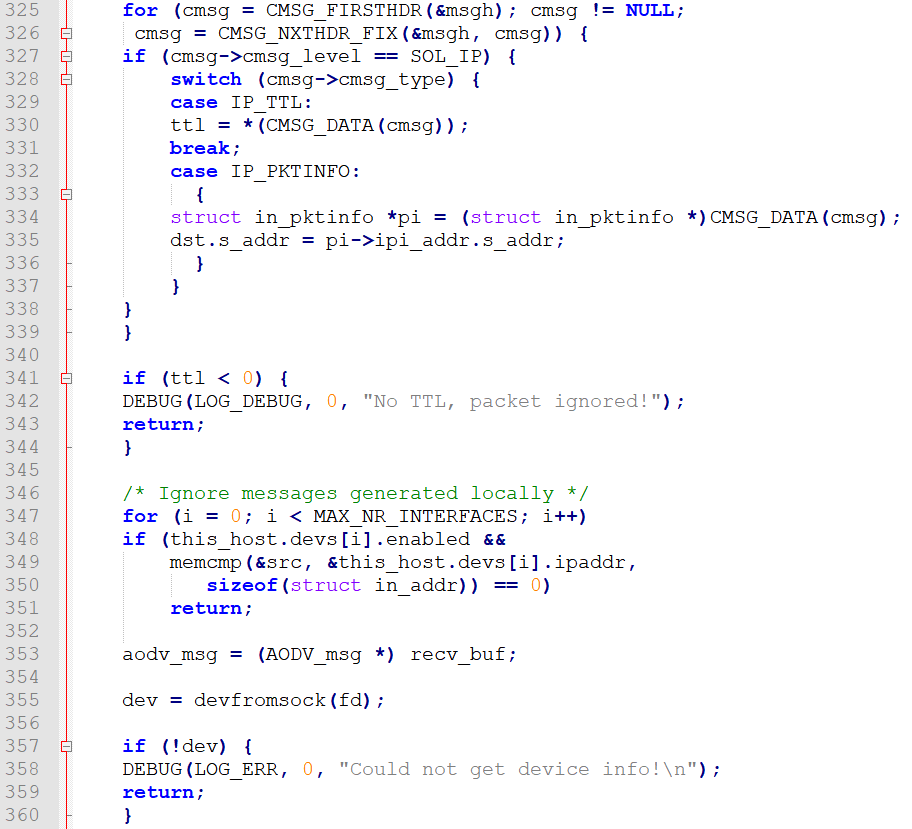 325 for (cmsg = CMSG_FIRSTHDR(&msgh); cmsg != NULL;
326 cmsg = CMSG_NXTHDR_FIX(&msgh, cmsg)) {
327 if (cmsg->cmsg_level == SOL_IP) {
328 switch (cmsg->cmsg_type) {
329 case IP_TTL:
330 ttl = *(CMSG_DATA(cmsg));
331 break;
332 case IP_PKTINFO:
333 {
334 struct in_pktinfo *pi = (struct in_pktinfo *)CMSG_DATA(cmsg);
335 dst.s_addr = pi->ipi_addr.s_addr;
336 }
337 }
338 }
339 }
340
341 if (ttl < 0) {
342 DEBUG(LOG_DEBUG, 0, "No TTL, packet ignored!");
343 return;
344 }
345
346 /* Ignore messages generated locally */
347 for (i = 0; i < MAX_NR_INTERFACES; i++)
348 if (this_host.devs[i].enabled &&
349 memcmp(&src, &this_host.devs[i].ipaddr,
350 sizeof(struct in_addr)) == 0)
351 return;
352
353 aodv_msg = (AODV_msg *) recv_buf;
354
355 dev = devfromsock(fd);
356
357 if (!dev) {
358 DEBUG(LOG_ERR, 0, "Could not get device info!\n");
359 return;
360 }